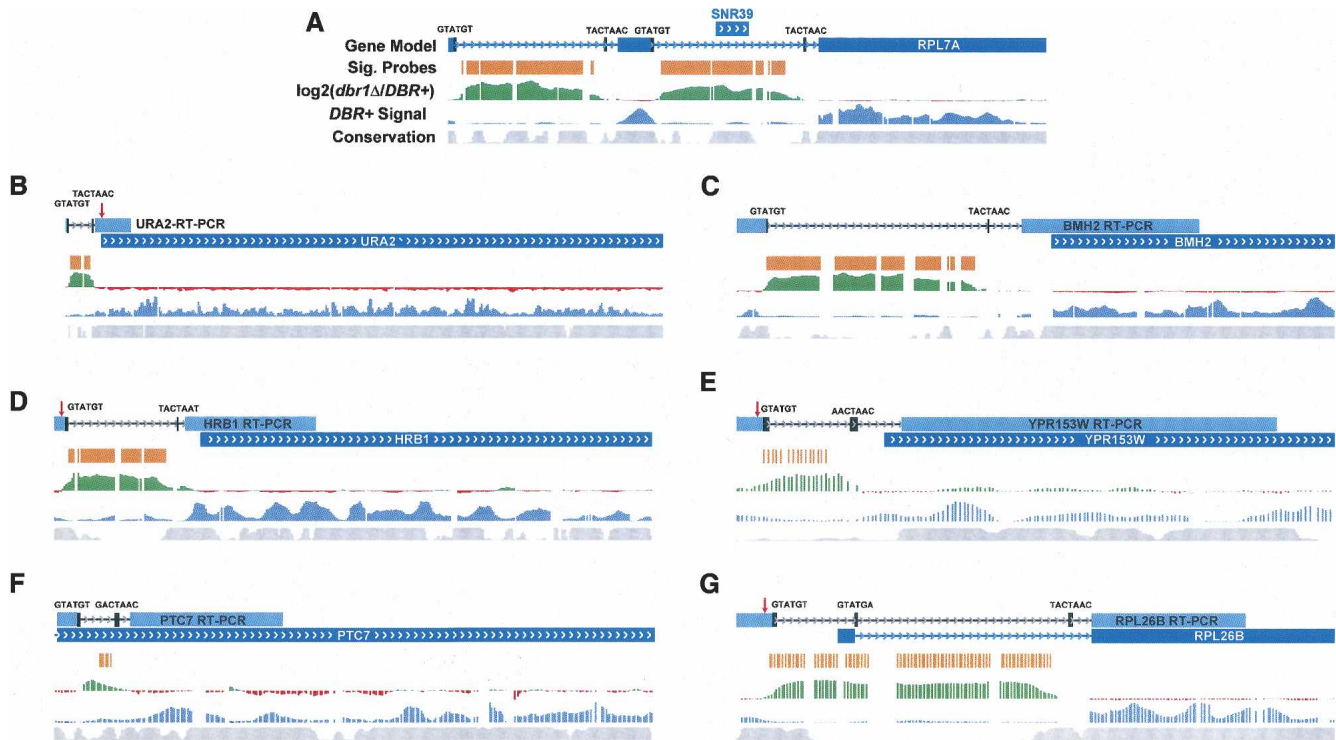 A
SNR39
GTATGT TACTAAC GTATGT TACTAAC
Gene Model RPL7A
Sig. Probes
log2(dbr1Δ/DBR+)
DBR+ Signal
Conservation
B
TACTAAC
GTATGT
URA2-RT-PCR
URA2
C
GTATGT TACTAAC
BMH2 RT-PCR
BMH2
D
GTATGT TACTAAT
HRB1 RT-PCR
HRB1
E
GTATGT AACTAAC
YPR153W RT-PCR
YPR153W
F
GTATGT GACTAAC
PTC7 RT-PCR
PTC7
G
GTATGT GTATGA TACTAAC
RPL26B RT-PCR
RPL26B